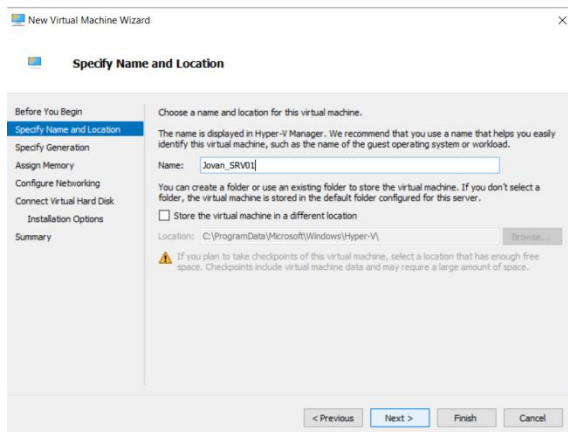 New Virtual Machine Wizard
Specify Name and Location
Before You Begin
Specify Name and Location
Specify Generation
Assign Memory
Configure Networking
Connect Virtual Hard Disk
Installation Options
Summary
Choose a name and location for this virtual machine.
The name is displayed in Hyper-V Manager. We recommend that you use a name that helps you easily
identify this virtual machine, such as the name of the guest operating system or workload.
Name: Jovan_SRV01
You can create a folder or use an existing folder to store the virtual machine. If you don't select a
folder, the virtual machine is stored in the default folder configured for this server.
Store the virtual machine in a different location
Location: C:\ProgramData\Microsoft\Windows\Hyper-V\ Browse...
If you plan to take checkpoints of this virtual machine, select a location that has enough free
space. Checkpoints include virtual machine data and may require a large amount of space.
< Previous Next > Finish Cancel